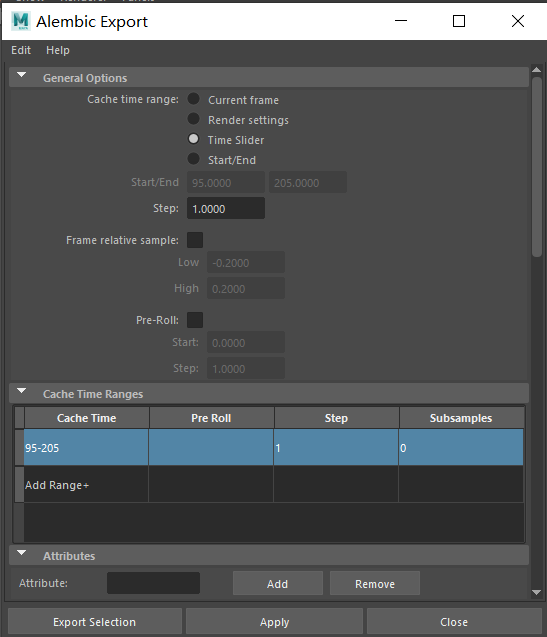 Alembic Export
Edit Help
General Options
Cache time range: Current frame
Render settings
Time Slider
Start/End
Start/End 95.0000 205.0000
Step: 1.0000
Frame relative sample:
Low -0.2000
High 0.2000
Pre-Roll:
Start: 0.0000
Step: 1.0000
Cache Time Ranges
Cache Time Pre Roll Step Subsamples
95-205 1 0
Add Range+
Attributes
Attribute: Add Remove
Export Selection Apply Close